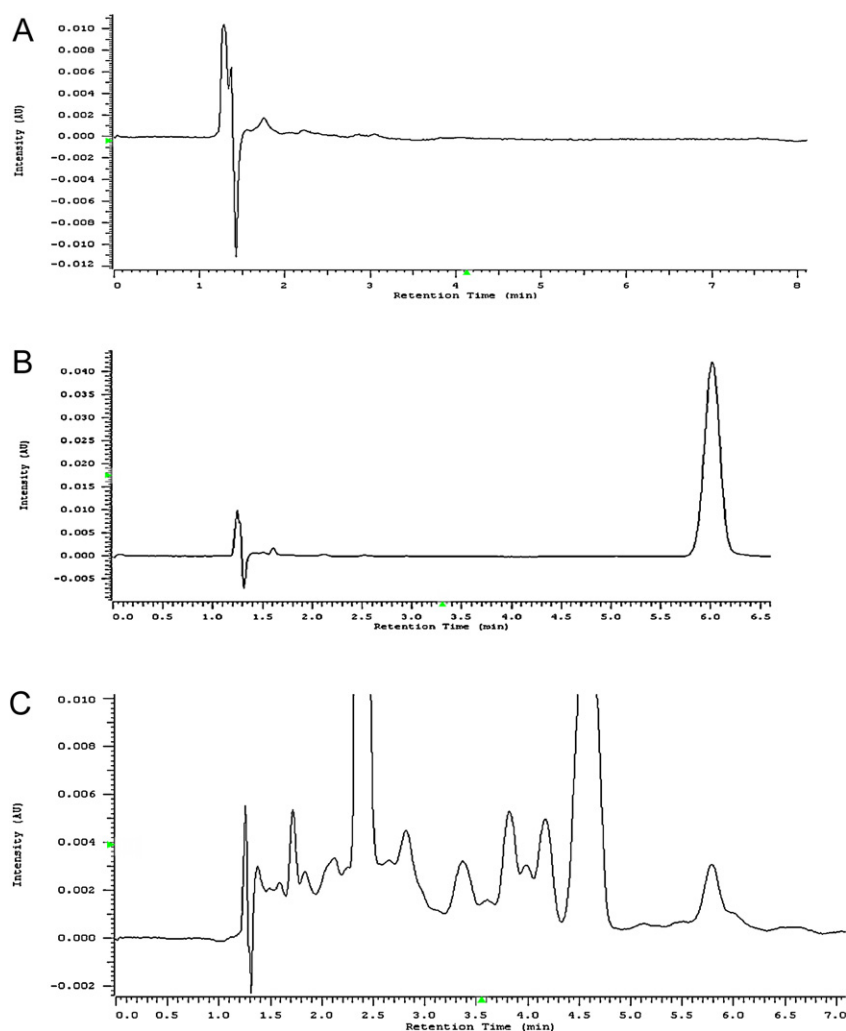 A
Intensity (AU)
0.010
0.008
0.006
0.004
0.002
0.000
-0.002
-0.004
-0.006
-0.008
-0.010
-0.012
0 1 2 3 4 5 6 7 8
Retention Time (min)
B
Intensity (AU)
0.040
0.035
0.030
0.025
0.020
0.015
0.010
0.005
0.000
-0.005
0.0 0.5 1.0 1.5 2.0 2.5 3.0 3.5 4.0 4.5 5.0 5.5 6.0 6.5
Retention Time (min)
C
Intensity (AU)
0.010
0.008
0.006
0.004
0.002
0.000
-0.002
0.0 0.5 1.0 1.5 2.0 2.5 3.0 3.5 4.0 4.5 5.0 5.5 6.0 6.5 7.0
Retention Time (min)